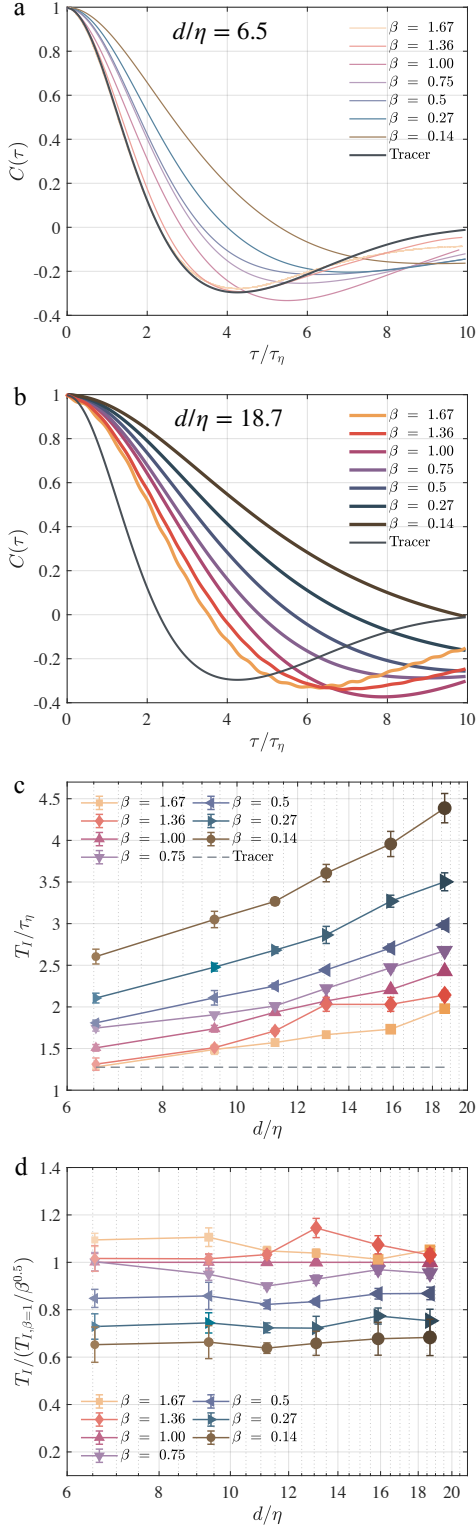 a
d/η = 6.5
β = 1.67
β = 1.36
β = 1.00
β = 0.75
β = 0.5
β = 0.27
β = 0.14
Tracer
1
0.8
0.6
0.4
0.2
0
-0.2
-0.4
C(τ)
0 2 4 6 8 10
τ/τ_η
b
d/η = 18.7
β = 1.67
β = 1.36
β = 1.00
β = 0.75
β = 0.5
β = 0.27
β = 0.14
Tracer
1
0.8
0.6
0.4
0.2
0
-0.2
-0.4
C(τ)
0 2 4 6 8 10
τ/τ_η
c
β = 1.67 β = 0.5
β = 1.36 β = 0.27
β = 1.00 β = 0.14
β = 0.75 Tracer
4.5
4
3.5
3
2.5
2
1.5
1
T_I/τ_η
6 8 10 12 14 16 18 20
d/η
d
1.4
1.2
1
0.8
0.6
0.4
0.2
T_I/(T_{I,β=1}/β^{0.5})
β = 1.67 β = 0.5
β = 1.36 β = 0.27
β = 1.00 β = 0.14
β = 0.75
6 8 10 12 14 16 18 20
d/η